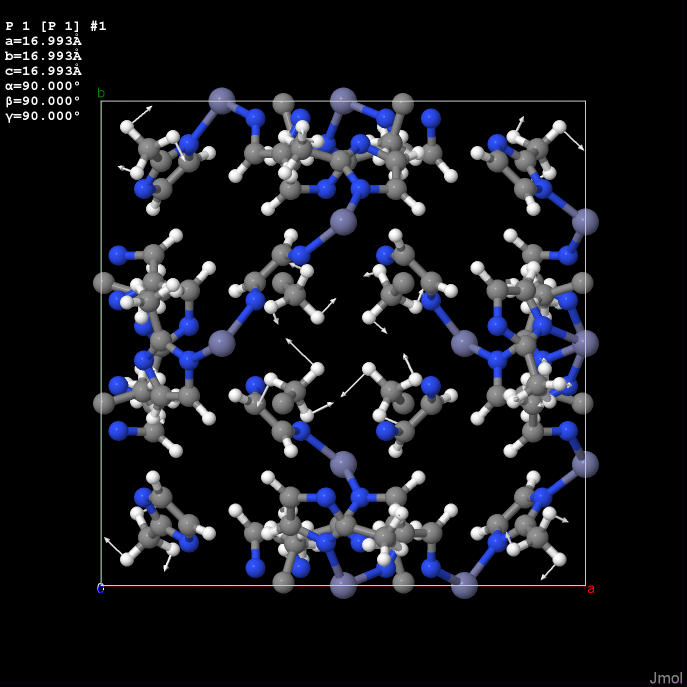 P 1 [P 1] #1
a=16.993Å
b=16.993Å
c=16.993Å
α=90.000°
β=90.000°
γ=90.000°
b
c
a
Jmol